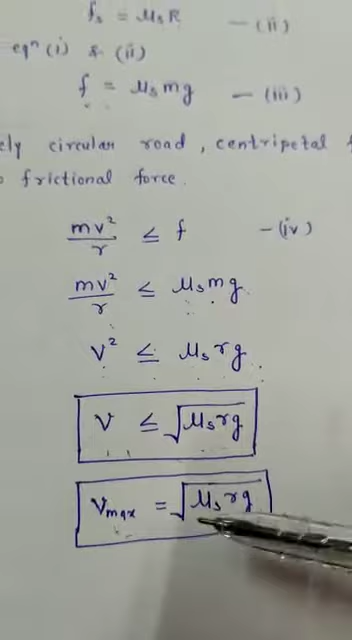 fs = μsR — (ii)
eqⁿ (i) & (ii)
f = μs mg — (iii)
circular road, centripetal
frictional force.
mv²/r ≤ f — (iv)
mv²/r ≤ μs mg.
V² ≤ μs rg.
V ≤ √μs rg
Vmax = √μs rg